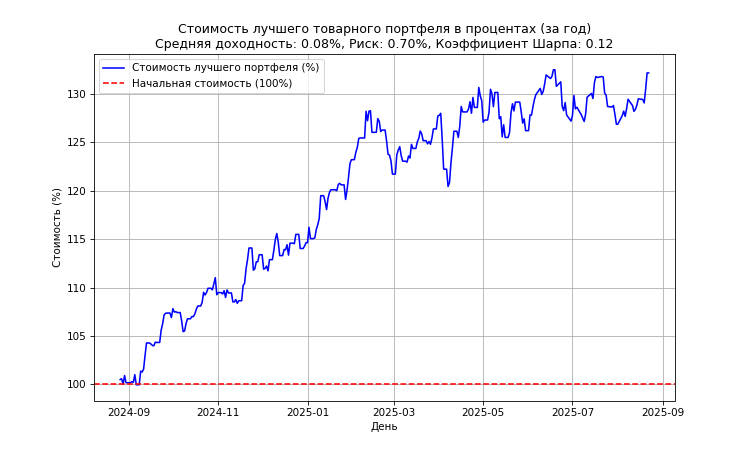 Стоимость лучшего товарного портфеля в процентах (за год)
Средняя доходность: 0.08%, Риск: 0.70%, Коэффициент Шарпа: 0.12
Стоимость лучшего портфеля (%)
Начальная стоимость (100%)
Стоимость (%)
130
125
120
115
110
105
100
2024-09
2024-11
2025-01
2025-03
2025-05
2025-07
2025-09
День